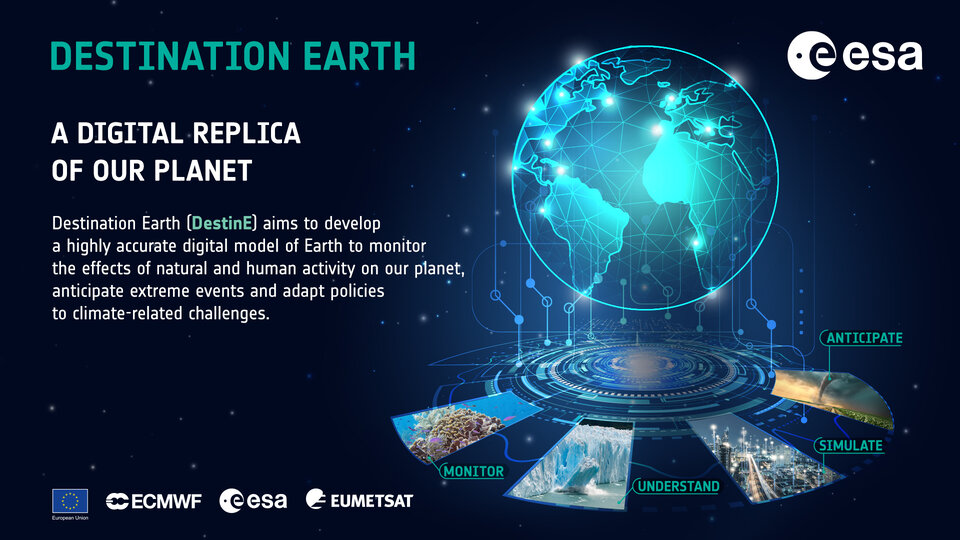 DESTINATION EARTH
esa
A DIGITAL REPLICA
OF OUR PLANET
Destination Earth (DestinE) aims to develop
a highly accurate digital model of Earth to monitor
the effects of natural and human activity on our planet,
anticipate extreme events and adapt policies
to climate-related challenges.
ANTICIPATE
SIMULATE
MONITOR
UNDERSTAND
European Union
ECMWF
esa
EUMETSAT